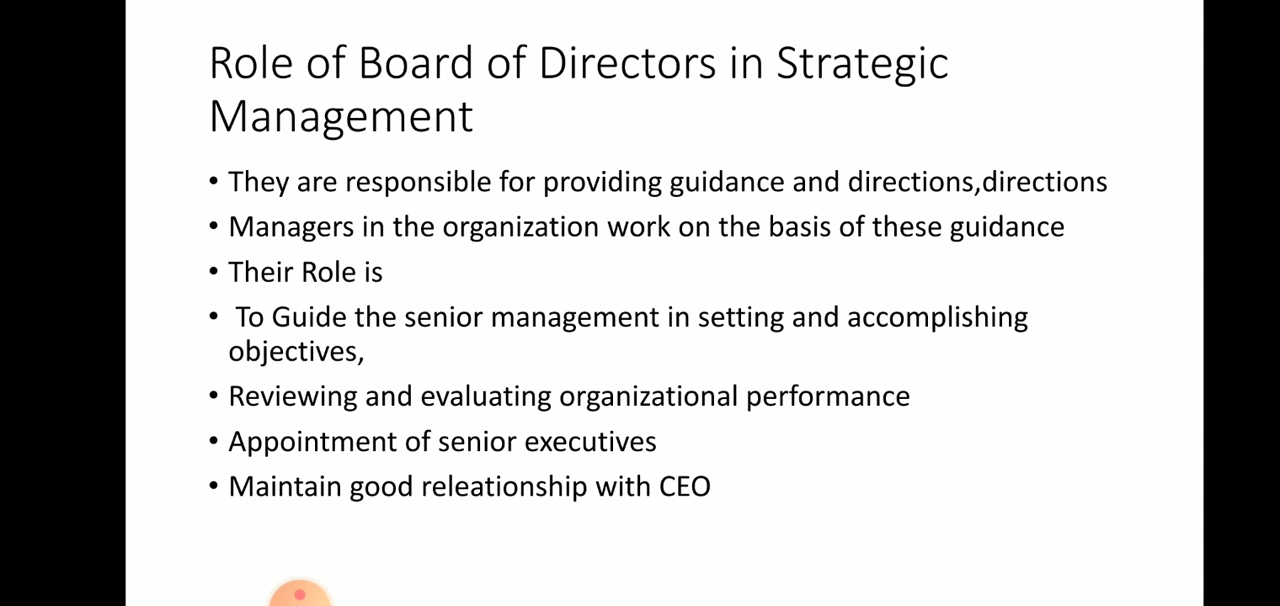 Role of Board of Directors in Strategic
Management
• They are responsible for providing guidance and directions,directions
• Managers in the organization work on the basis of these guidance
• Their Role is
• To Guide the senior management in setting and accomplishing
objectives,
• Reviewing and evaluating organizational performance
• Appointment of senior executives
• Maintain good releationship with CEO